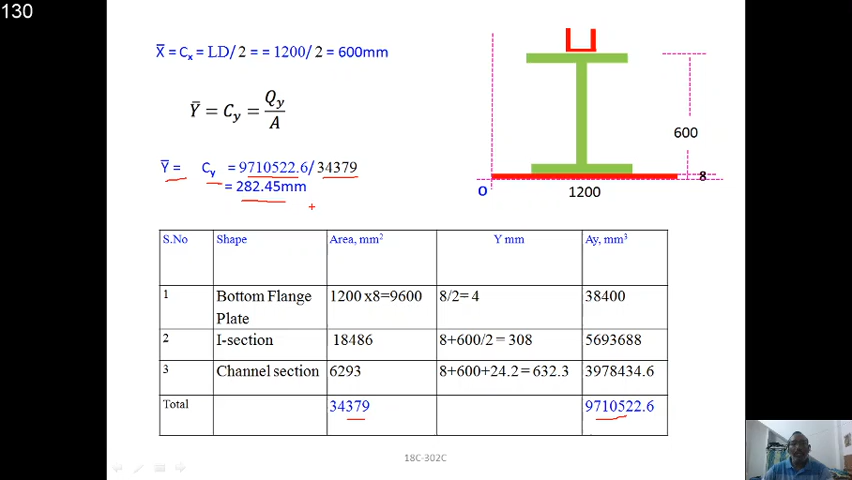 130
X̄ = Cₓ = LD/ 2 = = 1200/ 2 = 600mm
Ȳ = C_y = Q_y / A
Ȳ = C_y = 9710522.6/ 34379
= 282.45mm
600
8
O
1200
S.No Shape Area, mm² Y mm Ay, mm³
1 Bottom Flange Plate 1200 x8=9600 8/2= 4 38400
2 I-section 18486 8+600/2 = 308 5693688
3 Channel section 6293 8+600+24.2 = 632.3 3978434.6
Total 34379 9710522.6
18C-302C